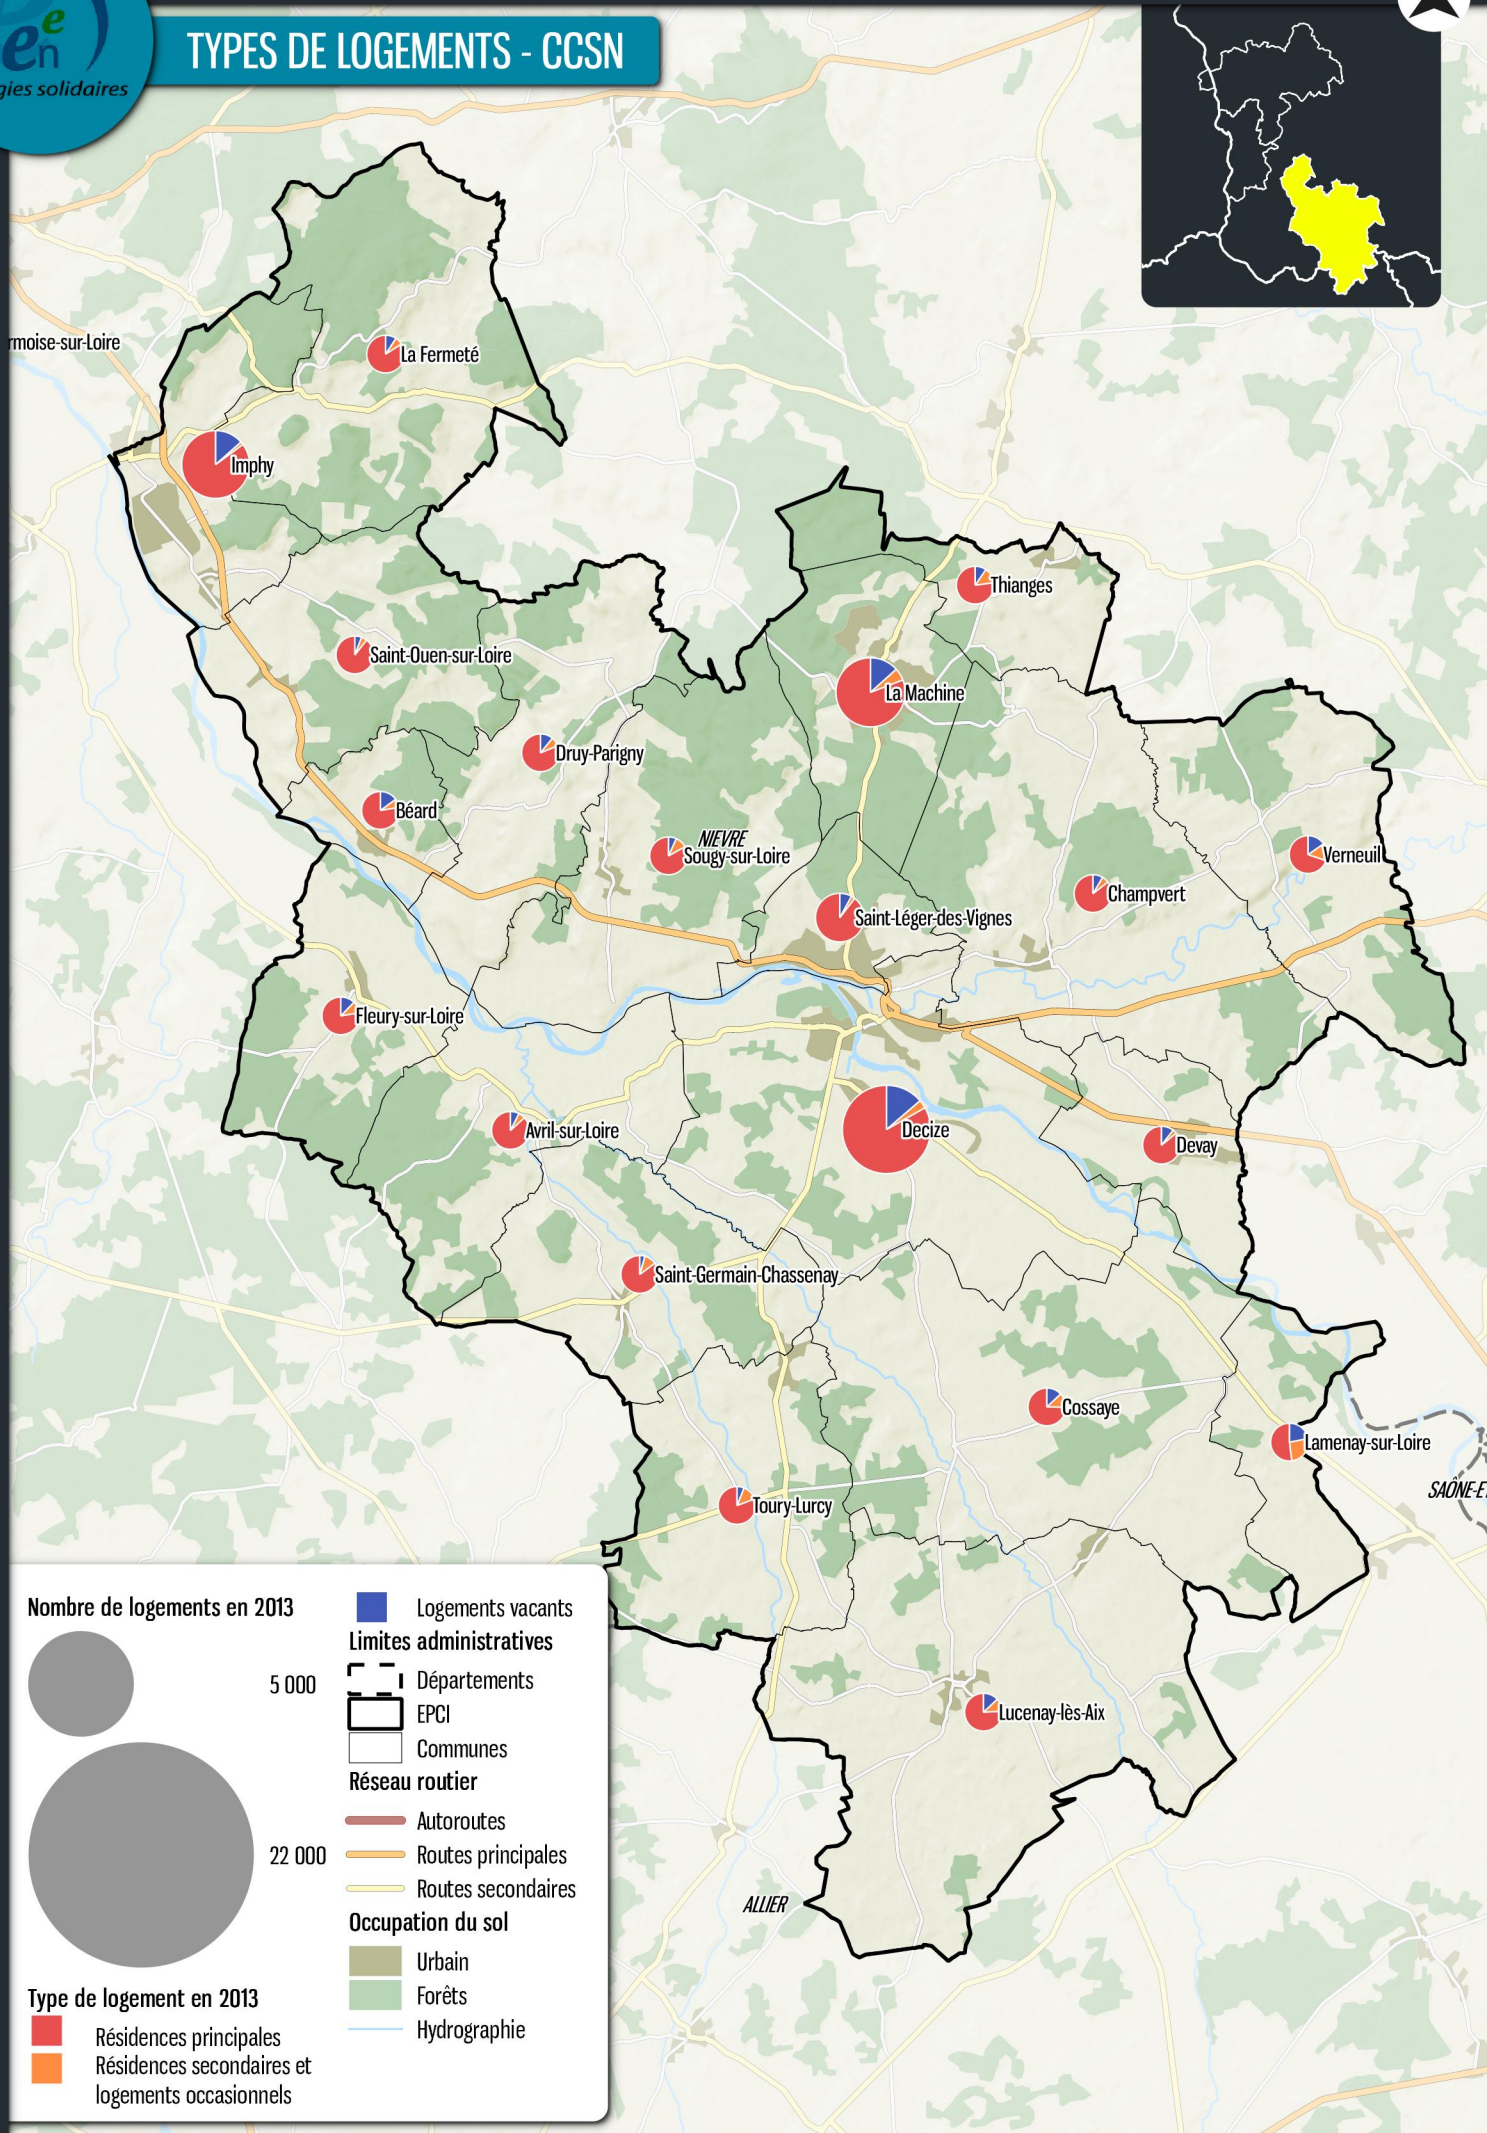 een
gies solidaires
TYPES DE LOGEMENTS - CCSN
rmoise-sur-Loire
La Fermeté
Imphy
Thianges
Saint-Ouen-sur-Loire
La Machine
Druy-Parigny
Béard
NIEVRE
Sougy-sur-Loire
Verneuil
Champvert
Saint-Léger-des-Vignes
Fleury-sur-Loire
Avril-sur-Loire
Decize
Devay
Saint-Germain-Chassenay
Cossaye
Lamenay-sur-Loire
SAÔNE-E
Toury-Lurcy
Lucenay-lès-Aix
ALLIER
Nombre de logements en 2013
5 000
22 000
Type de logement en 2013
Résidences principales
Résidences secondaires et
logements occasionnels
Logements vacants
Limites administratives
Départements
EPCI
Communes
Réseau routier
Autoroutes
Routes principales
Routes secondaires
Occupation du sol
Urbain
Forêts
Hydrographie